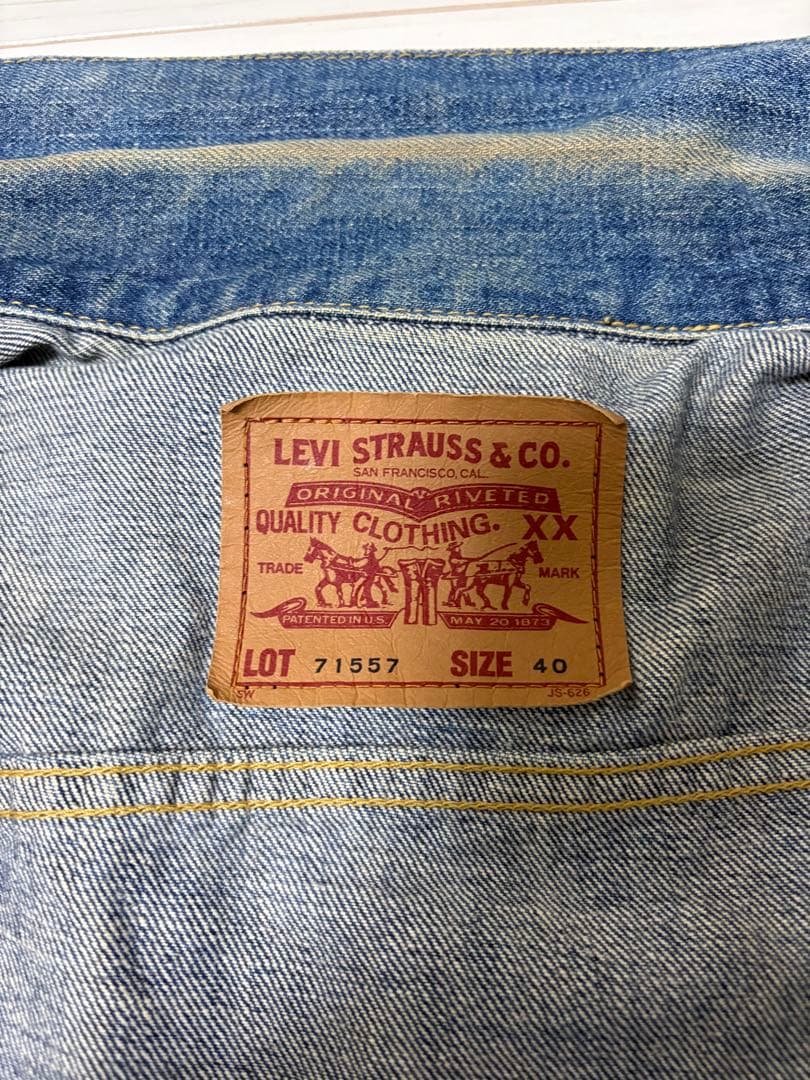 LEVI STRAUSS & CO.
SAN FRANCISCO, CAL.
ORIGINAL RIVETED
QUALITY CLOTHING. XX
TRADE MARK
PATENTED IN U.S. MAY 20 1873
LOT 71557 SIZE 40
SW JS-626